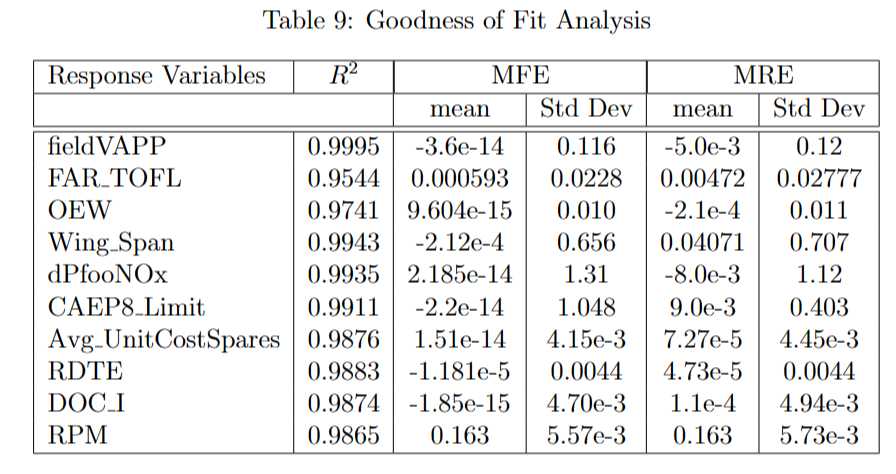 Table 9: Goodness of Fit Analysis
Response Variables R² MFE MRE
mean Std Dev mean Std Dev
fieldVAPP 0.9995 -3.6e-14 0.116 -5.0e-3 0.12
FAR_TOFL 0.9544 0.000593 0.0228 0.00472 0.02777
OEW 0.9741 9.604e-15 0.010 -2.1e-4 0.011
Wing_Span 0.9943 -2.12e-4 0.656 0.04071 0.707
dPfooNOx 0.9935 2.185e-14 1.31 -8.0e-3 1.12
CAEP8_Limit 0.9911 -2.2e-14 1.048 9.0e-3 0.403
Avg_UnitCostSpares 0.9876 1.51e-14 4.15e-3 7.27e-5 4.45e-3
RDTE 0.9883 -1.181e-5 0.0044 4.73e-5 0.0044
DOC_I 0.9874 -1.85e-15 4.70e-3 1.1e-4 4.94e-3
RPM 0.9865 0.163 5.57e-3 0.163 5.73e-3